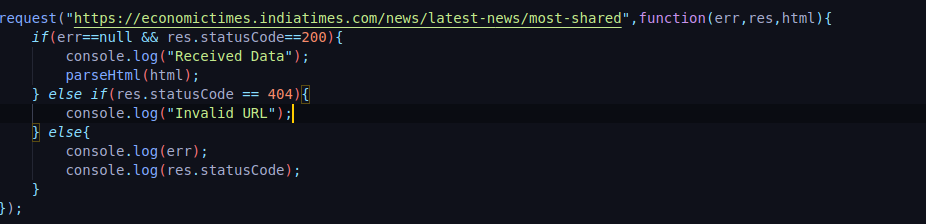 request("https://economictimes.indiatimes.com/news/latest-news/most-shared",function(err,res,html){
    if(err==null && res.statusCode==200){
        console.log("Received Data");
        parseHtml(html);
    } else if(res.statusCode == 404){
        console.log("Invalid URL");
    } else{
        console.log(err);
        console.log(res.statusCode);
    }
});